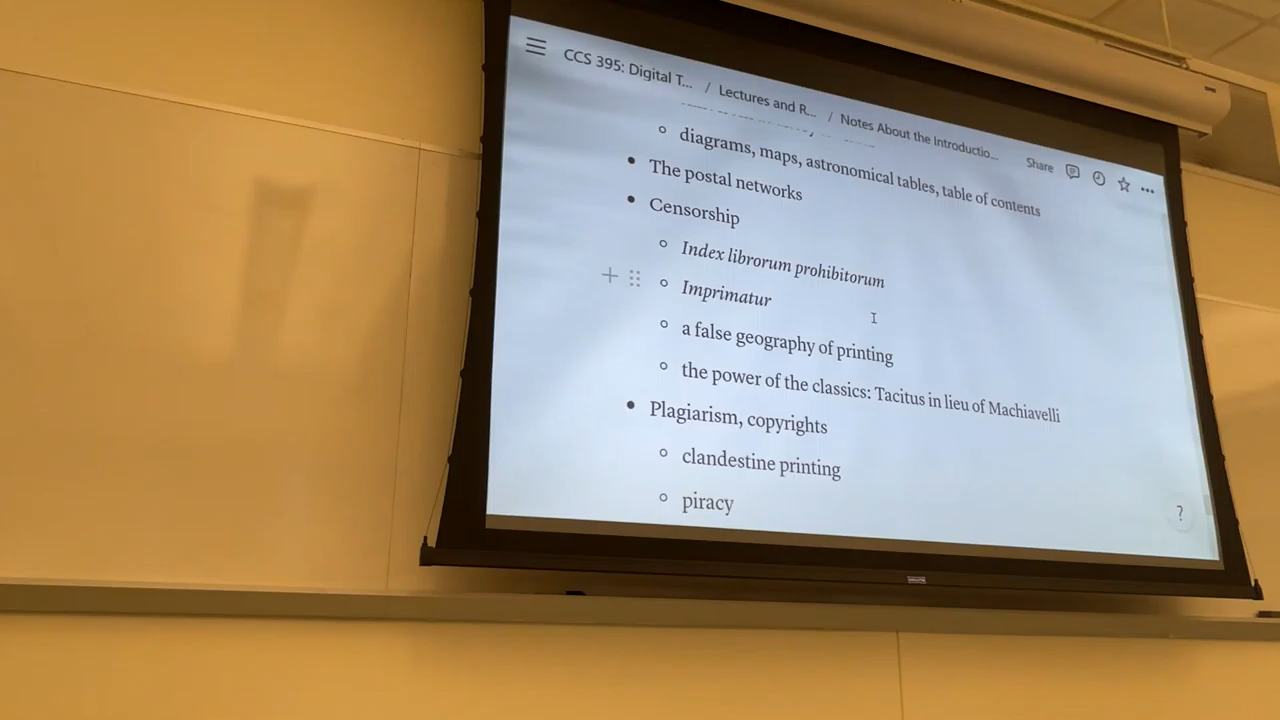 CCS 395: Digital T... / Lectures and R... / Notes About the Introductio... Share
diagrams, maps, astronomical tables, table of contents
The postal networks
Censorship
Index librorum prohibitorum
Imprimatur
a false geography of printing
the power of the classics: Tacitus in lieu of Machiavelli
Plagiarism, copyrights
clandestine printing
piracy
?